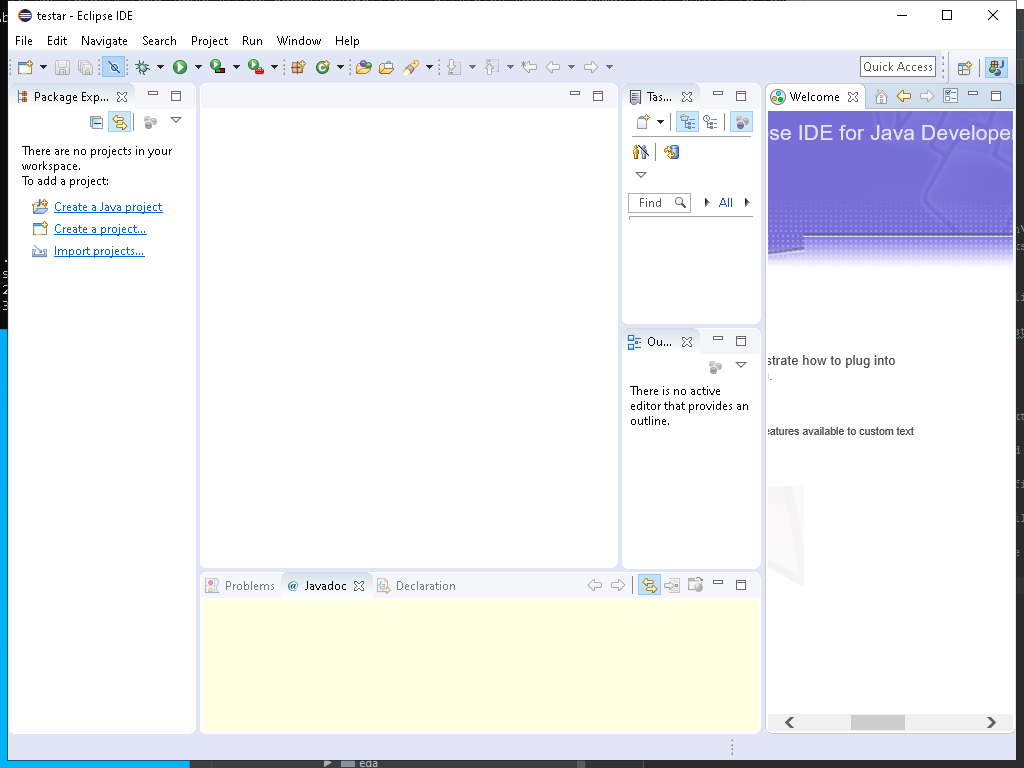 testar - Eclipse IDE
File Edit Navigate Search Project Run Window Help
Quick Access
Package Exp...
There are no projects in your
workspace.
To add a project:
Create a Java project
Create a project...
Import projects...
Tas...
Find
All
Ou...
There is no active
editor that provides an
outline.
Welcome
se IDE for Java Developer
strate how to plug into
eatures available to custom text
Problems @ Javadoc Declaration
eda